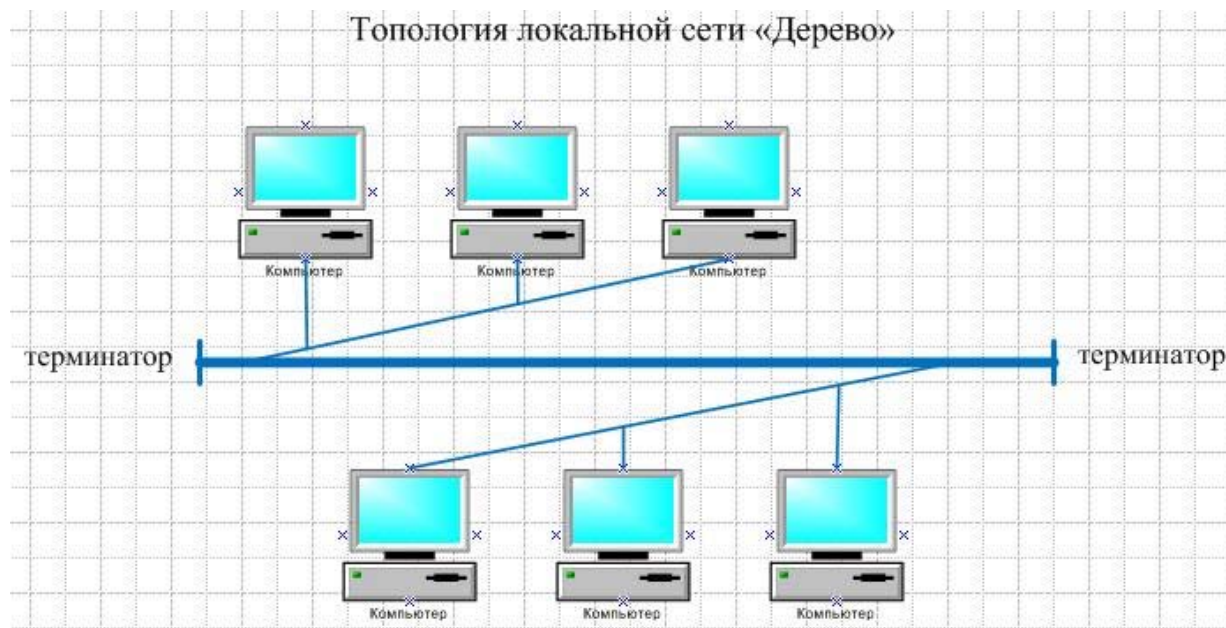 Топология локальной сети «Дерево»
Компьютер Компьютер Компьютер
терминатор терминатор
Компьютер Компьютер Компьютер